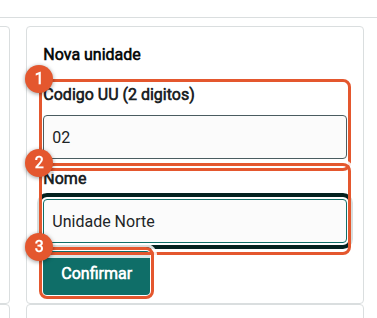 Nova unidade
1
Codigo UU (2 digitos)
02
2
Nome
Unidade Norte
3
Confirmar